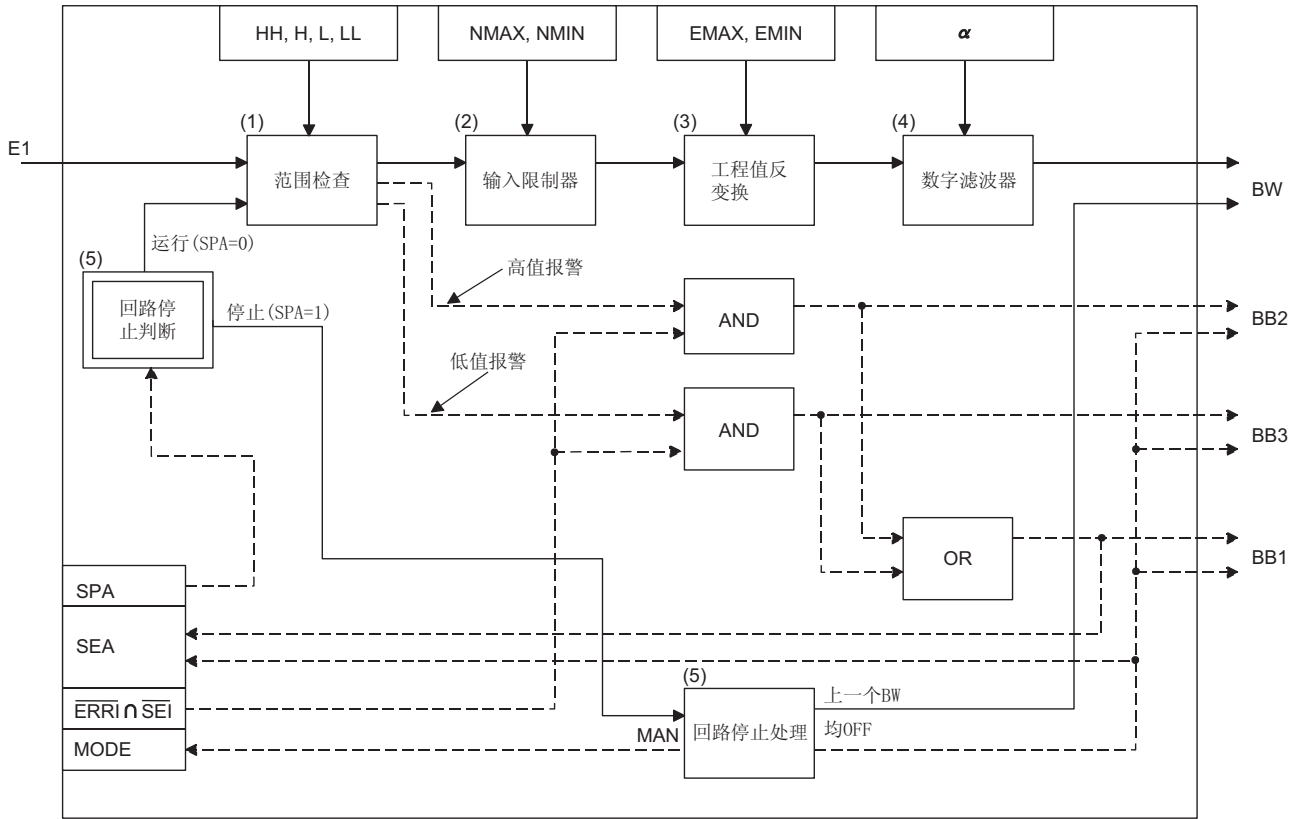 HH, H, L, LL
NMAX, NMIN
EMAX, EMIN
α
(1)
(2)
(3)
(4)
E1
范围检查
输入限制器
工程值反
变换
数字滤波器
BW
运行(SPA=0)
(5)
回路停
止判断
停止(SPA=1)
高值报警
AND
BB2
低值报警
AND
BB3
OR
BB1
SPA
SEA
(5)
上一个BW
E̅R̅R̅I̅ ∩ S̅E̅I̅
MAN
回路停止处理
均OFF
MODE